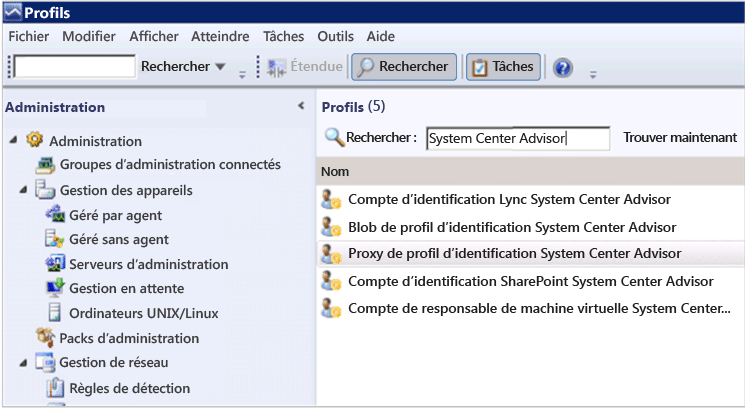 Profils
Fichier Modifier Afficher Atteindre Tâches Outils Aide
Rechercher Étendue Rechercher Tâches
Administration
Administration
Groupes d'administration connectés
Gestion des appareils
Géré par agent
Géré sans agent
Serveurs d'administration
Gestion en attente
Ordinateurs UNIX/Linux
Packs d'administration
Gestion de réseau
Règles de détection
Profils (5)
Rechercher : System Center Advisor Trouver maintenant
Nom
Compte d'identification Lync System Center Advisor
Blob de profil d'identification System Center Advisor
Proxy de profil d'identification System Center Advisor
Compte d'identification SharePoint System Center Advisor
Compte de responsable de machine virtuelle System Center...